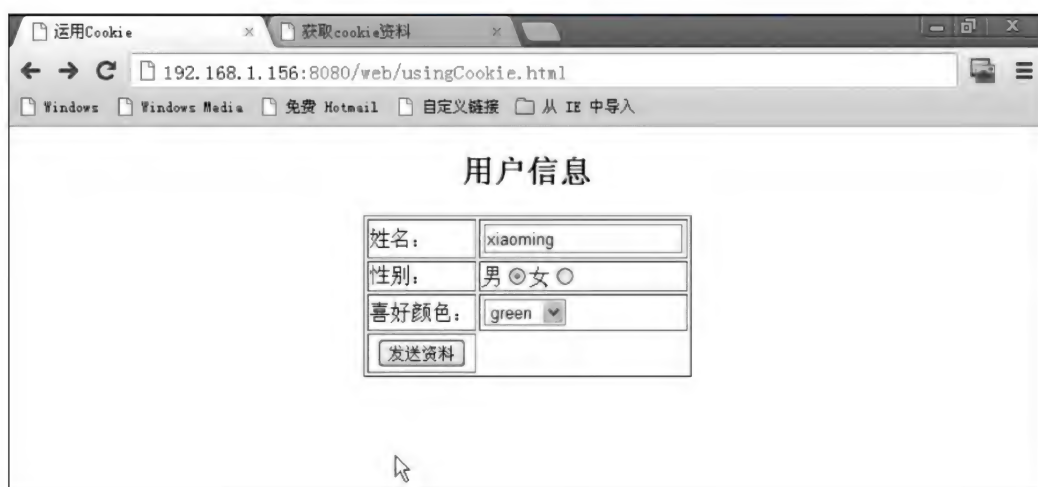 运用Cookie 获取cookie资料
192.168.1.156:8080/web/usingCookie.html
Windows Windows Media 免费 Hotmail 自定义链接 从 IE 中导入
用户信息
姓名： xiaoming
性别： 男 女
喜好颜色： green
发送资料